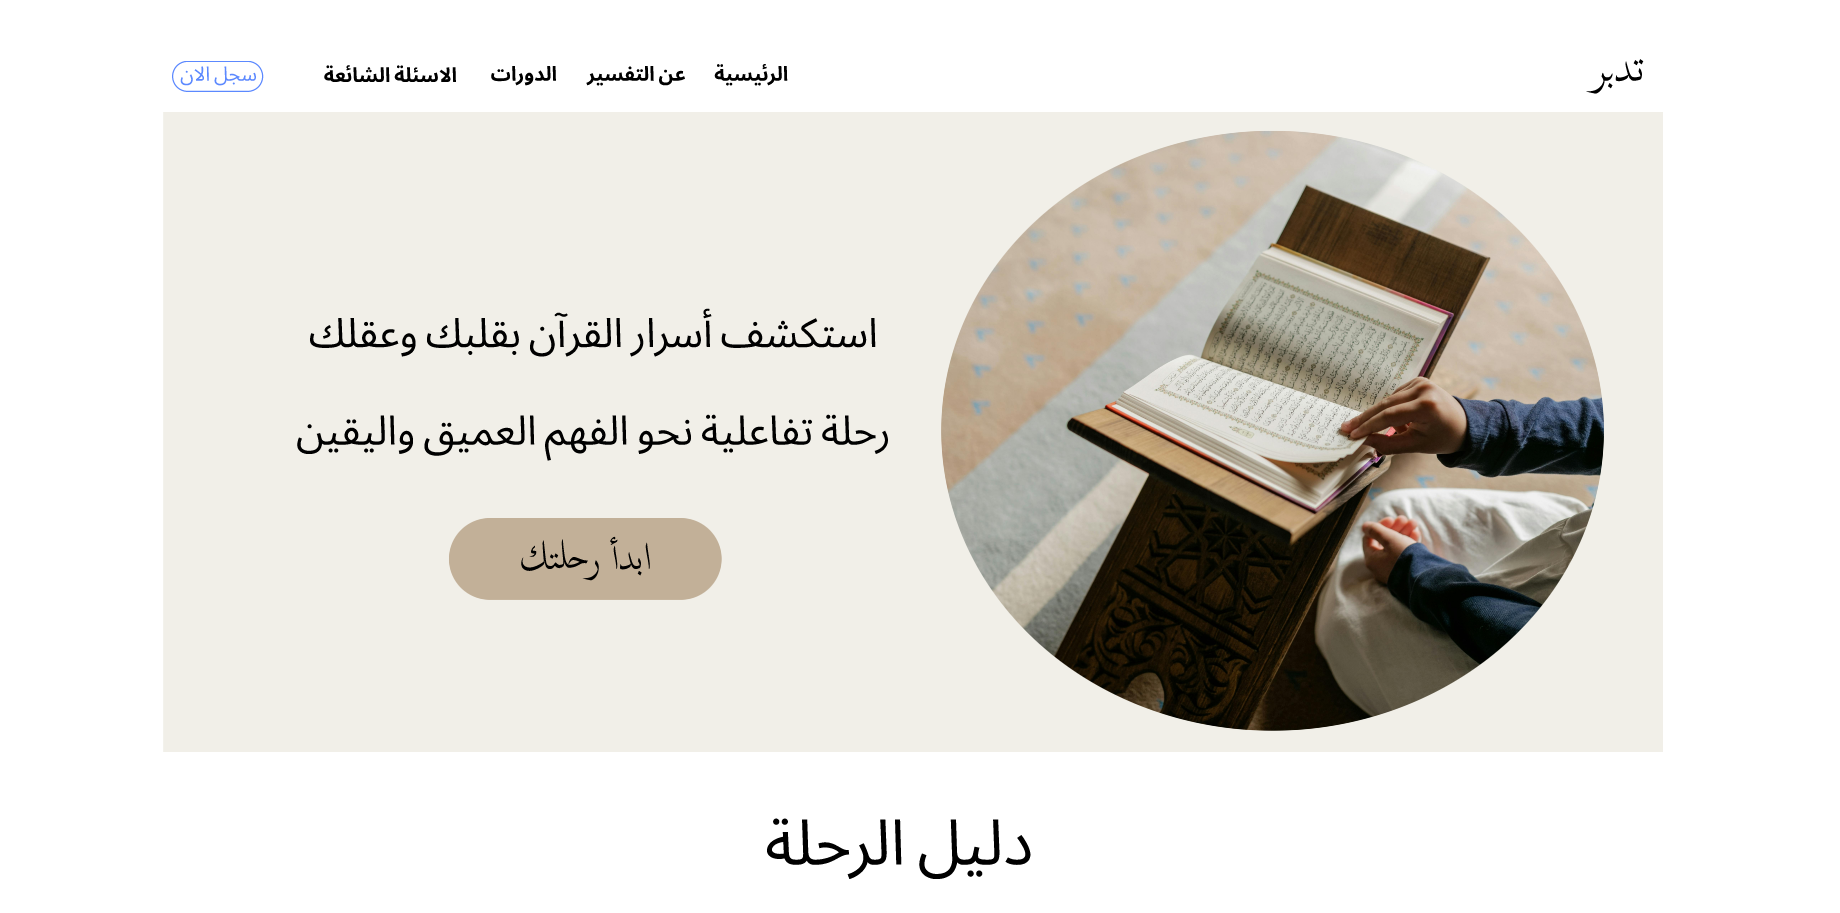 تدبر
الرئيسية
عن التفسير
الدورات
الاسئلة الشائعة
سجل الان
استكشف أسرار القرآن بقلبك وعقلك
رحلة تفاعلية نحو الفهم العميق واليقين
ابدأ رحلتك
دليل الرحلة